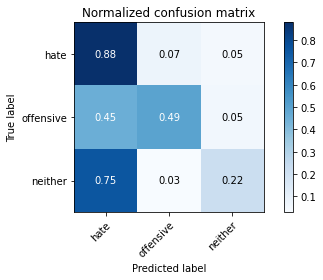 Normalized confusion matrix
hate 0.88 0.07 0.05
offensive 0.45 0.49 0.05
neither 0.75 0.03 0.22
hate offensive neither
True label
Predicted label
0.8
0.7
0.6
0.5
0.4
0.3
0.2
0.1